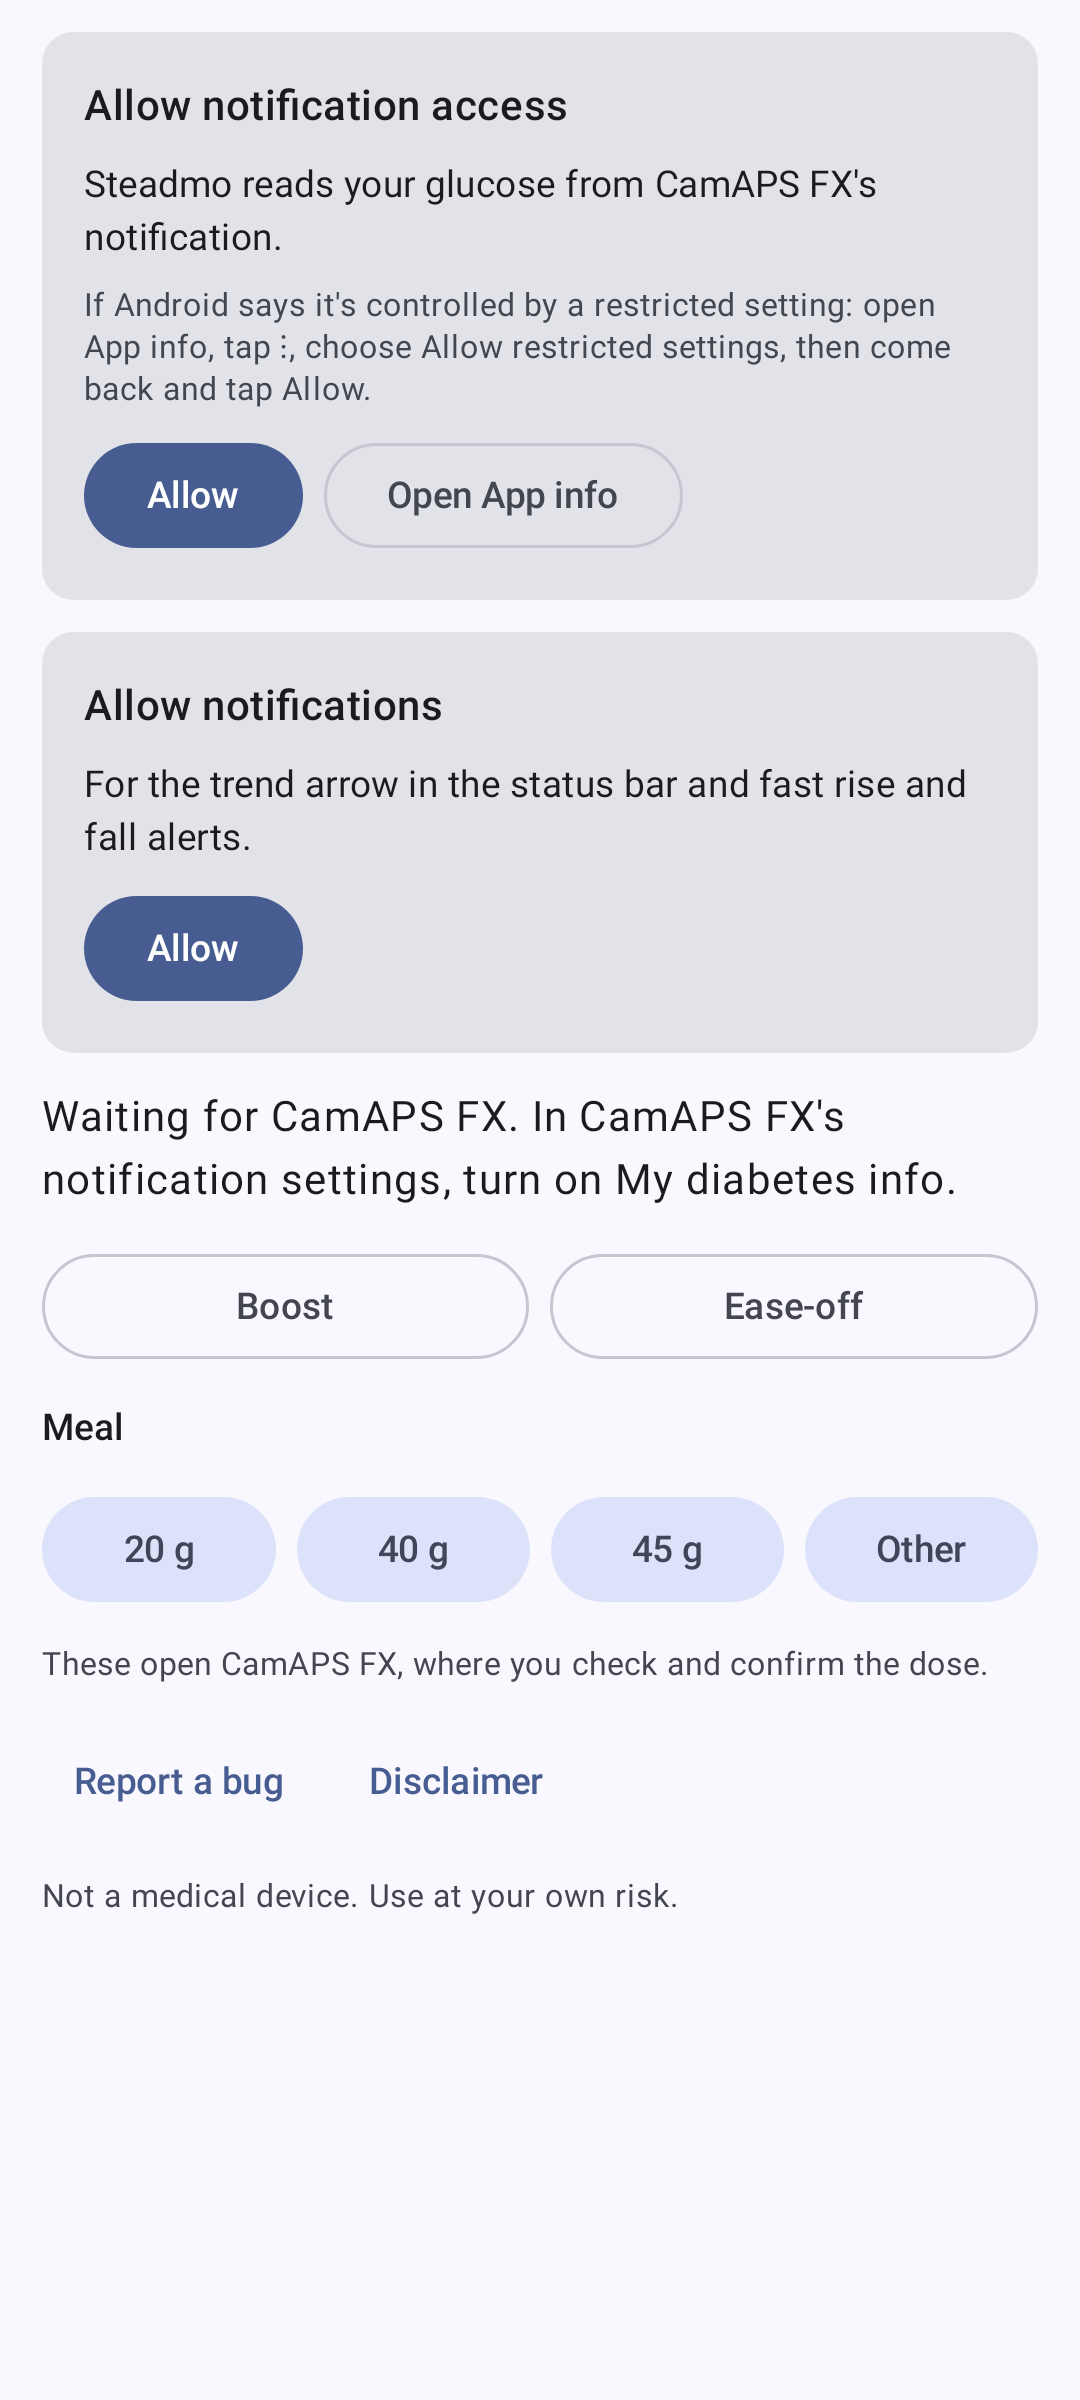 Allow notification access
Steadmo reads your glucose from CamAPS FX's
notification.
If Android says it's controlled by a restricted setting: open
App info, tap ⋮, choose Allow restricted settings, then come
back and tap Allow.
Allow
Open App info
Allow notifications
For the trend arrow in the status bar and fast rise and
fall alerts.
Allow
Waiting for CamAPS FX. In CamAPS FX's
notification settings, turn on My diabetes info.
Boost
Ease-off
Meal
20 g
40 g
45 g
Other
These open CamAPS FX, where you check and confirm the dose.
Report a bug
Disclaimer
Not a medical device. Use at your own risk.